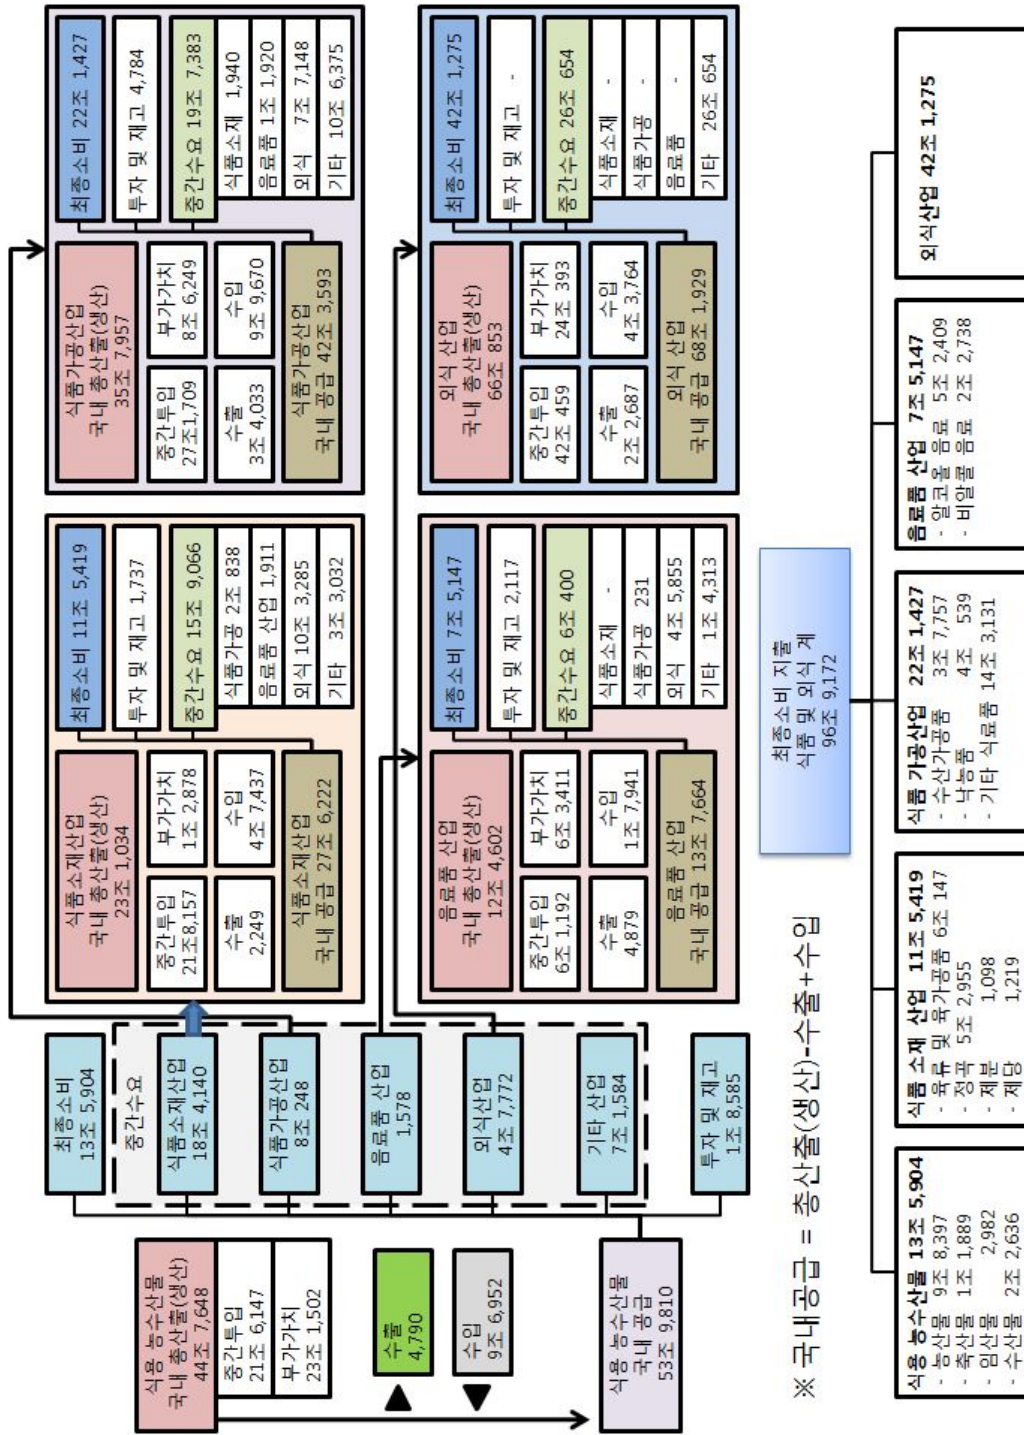 식용 농수산물
국내 총산출(생산)
44조 7,648
중간투입
21조 6,147
부가가치
23조 1,502
수출
4,790
수입
9조 6,952
식용 농수산물
국내 공급
53조 9,810
최종소비
13조 5,904
중간수요
식품소재산업
18조 4,140
식품가공산업
8조 248
음료품 산업
1,578
외식산업
4조 7,772
기타 산업
7조 1,584
투자 및 재고
1조 8,585
식품소재산업
국내 총산출(생산)
23조 1,034
중간투입
21조8,157
부가가치
1조 2,878
수출
2,249
수입
4조 7,437
식품소재산업
국내 공급 27조 6,222
최종소비 11조 5,419
투자 및 재고 1,737
중간수요 15조 9,066
식품가공 2조 838
음료품 산업 1,911
외식 10조 3,285
기타 3조 3,032
식품가공산업
국내 총산출(생산)
35조 7,957
중간투입
27조1,709
부가가치
8조 6,249
수출
3조 4,033
수입
9조 9,670
식품가공산업
국내 공급 42조 3,593
최종소비 22조 1,427
투자 및 재고 4,784
중간수요 19조 7,383
식품소재 1,940
음료품 1조 1,920
외식 7조 7,148
기타 10조 6,375
음료품 산업
국내 총산출(생산)
12조 4,602
중간투입
6조 1,192
부가가치
6조 3,411
수출
4,879
수입
1조 7,941
음료품 산업
국내 공급 13조 7,664
최종소비 7조 5,147
투자 및 재고 2,117
중간수요 6조 400
식품소재 -
식품가공 231
외식 4조 5,855
기타 1조 4,313
외식 산업
국내 총산출(생산)
66조 853
중간투입
42조 459
부가가치
24조 393
수출
2조 2,687
수입
4조 3,764
외식 산업
국내 공급 68조 1,929
최종소비 42조 1,275
투자 및 재고 -
중간수요 26조 654
식품소재 -
식품가공 -
음료품 -
기타 26조 654
※ 국내공급 = 총산출(생산)-수출+수입
최종소비 지출
식품 및 외식 계
96조 9,172
식용 농수산물 13조 5,904
- 농산물 9조 8,397
- 축산물 1조 1,889
- 임산물 2,982
- 수산물 2조 2,636
식품 소재 산업 11조 5,419
- 육류 및 육가공품 6조 147
- 정곡 5조 2,955
- 제분 1,098
- 제당 1,219
식품 가공산업 22조 1,427
- 수산가공품 3조 7,757
- 낙농품 4조 539
- 기타 식료품 14조 3,131
음료품 산업 7조 5,147
- 알코올 음료 5조 2,409
- 비알콜 음료 2조 2,738
외식산업 42조 1,275